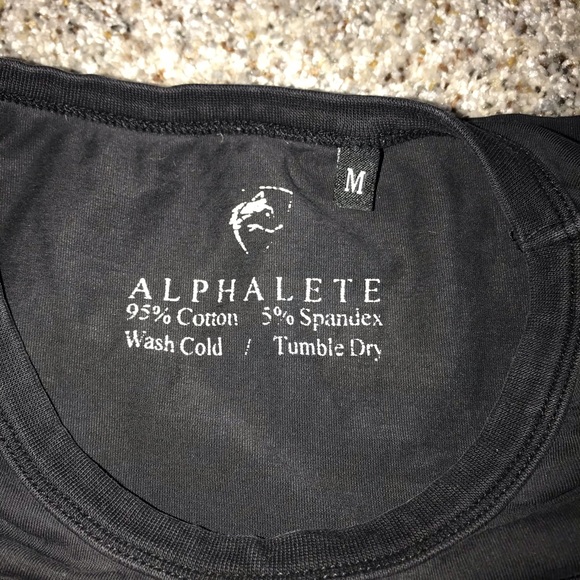 M
ALPHALETE
95% Cotton 5% Spandex
Wash Cold / Tumble Dry